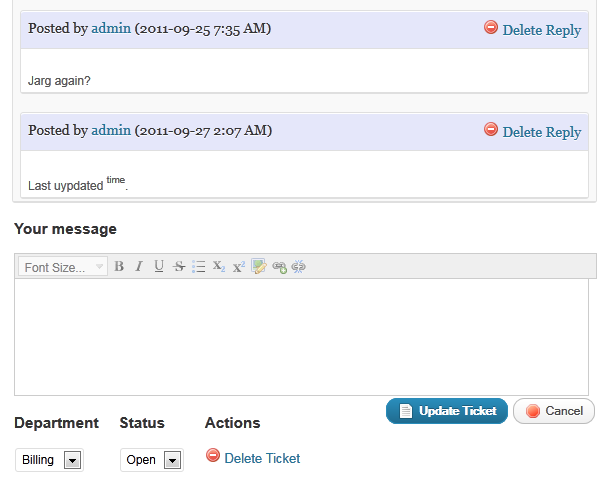 Posted by admin (2011-09-25 7:35 AM) Delete Reply
Jarg again?
Posted by admin (2011-09-27 2:07 AM) Delete Reply
Last uypdated time.
Your message
Font Size... B I U S X2 X2
Update Ticket Cancel
Department Status Actions
Billing Open Delete Ticket